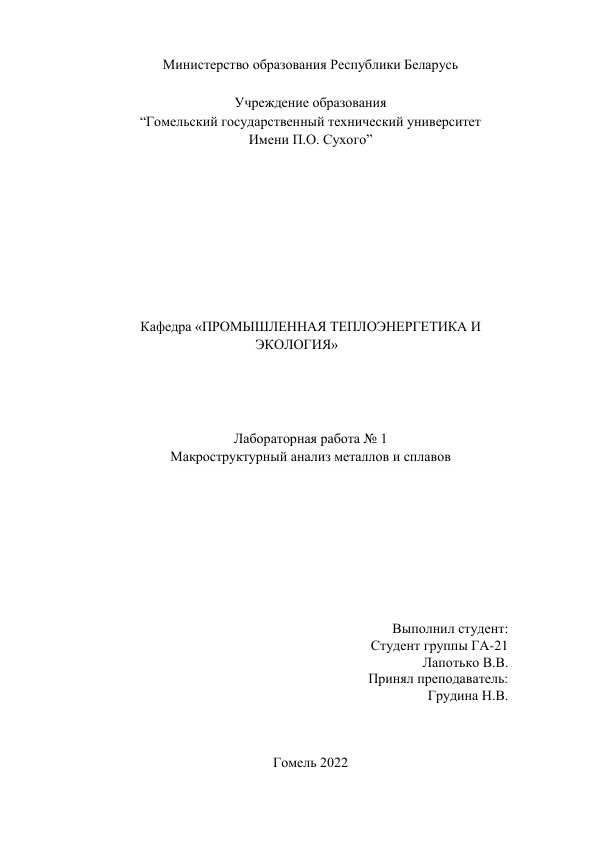 Министерство образования Республики Беларусь
Учреждение образования
“Гомельский государственный технический университет
Имени П.О. Сухого”
Кафедра «ПРОМЫШЛЕННАЯ ТЕПЛОЭНЕРГЕТИКА И
ЭКОЛОГИЯ»
Лабораторная работа № 1
Макроструктурный анализ металлов и сплавов
Выполнил студент:
Студент группы ГА-21
Лапотько В.В.
Принял преподаватель:
Грудина Н.В.
Гомель 2022